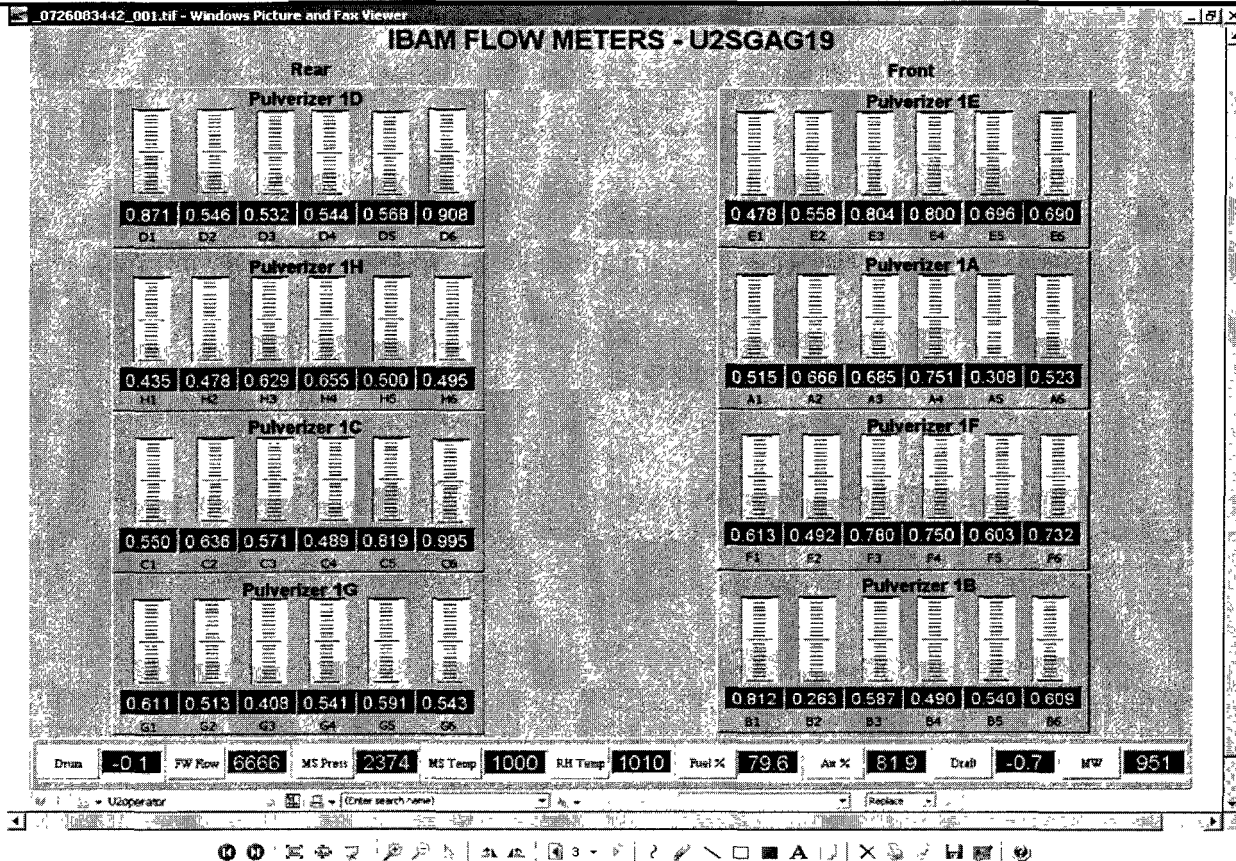 _0726083442_001.tif - Windows Picture and Fax Viewer
IBAM FLOW METERS - U2SGAG19
Rear
Front
Pulverizer 1D
0.871 0.546 0.532 0.544 0.568 0.908
D1 D2 D3 D4 D5 D6
Pulverizer 1H
0.435 0.478 0.629 0.655 0.500 0.495
H1 H2 H3 H4 H5 H6
Pulverizer 1C
0.550 0.636 0.571 0.489 0.819 0.995
C1 C2 C3 C4 C5 C6
Pulverizer 1G
0.611 0.513 0.408 0.541 0.591 0.543
G1 G2 G3 G4 G5 G6
Pulverizer 1E
0.478 0.558 0.804 0.800 0.696 0.690
E1 E2 E3 E4 E5 E6
Pulverizer 1A
0.515 0.666 0.685 0.751 0.308 0.523
A1 A2 A3 A4 A5 A6
Pulverizer 1F
0.613 0.492 0.780 0.750 0.603 0.732
F1 F2 F3 F4 F5 F6
Pulverizer 1B
0.812 0.263 0.587 0.490 0.540 0.609
B1 B2 B3 B4 B5 B6
Drum -0.1 FW Flow 6666 MS Press 2374 MS Temp 1000 RH Temp 1010 Fuel % 79.6 Air % 81.9 Draft -0.7 MW 951
U2operator (Enter search name) Replace
3 A